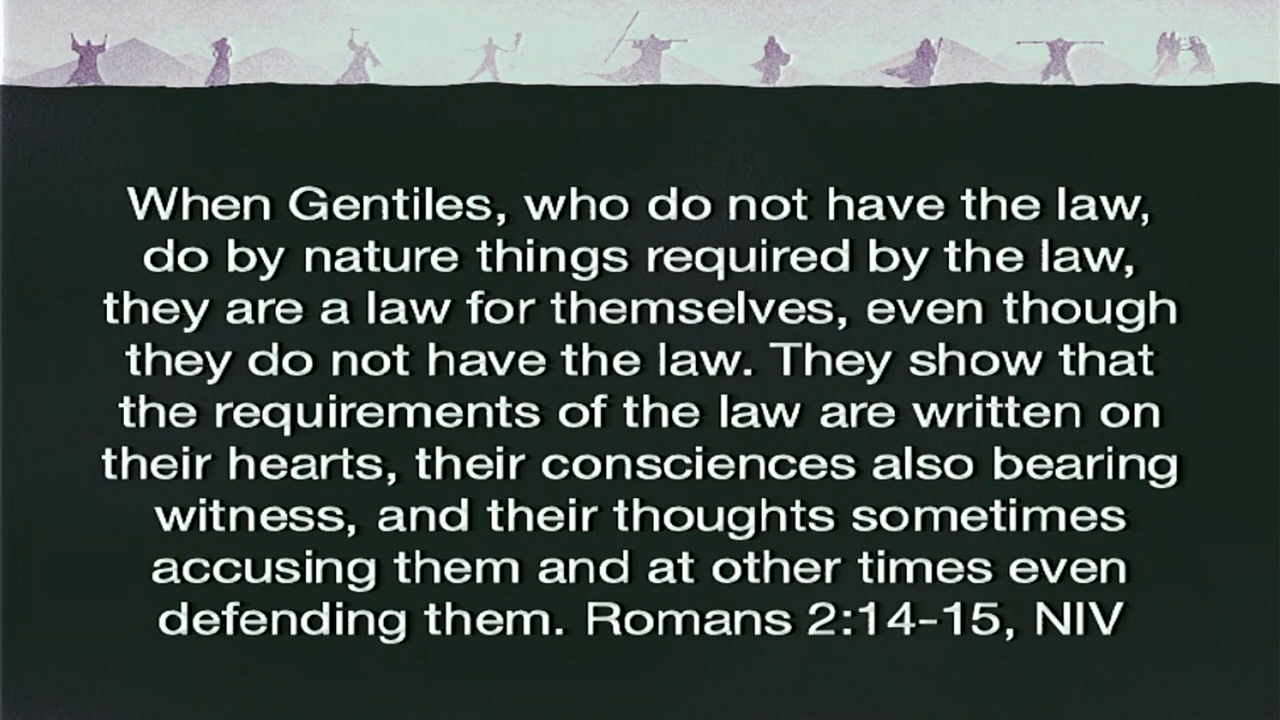 When Gentiles, who do not have the law,
do by nature things required by the law,
they are a law for themselves, even though
they do not have the law. They show that
the requirements of the law are written on
their hearts, their consciences also bearing
witness, and their thoughts sometimes
accusing them and at other times even
defending them. Romans 2:14-15, NIV